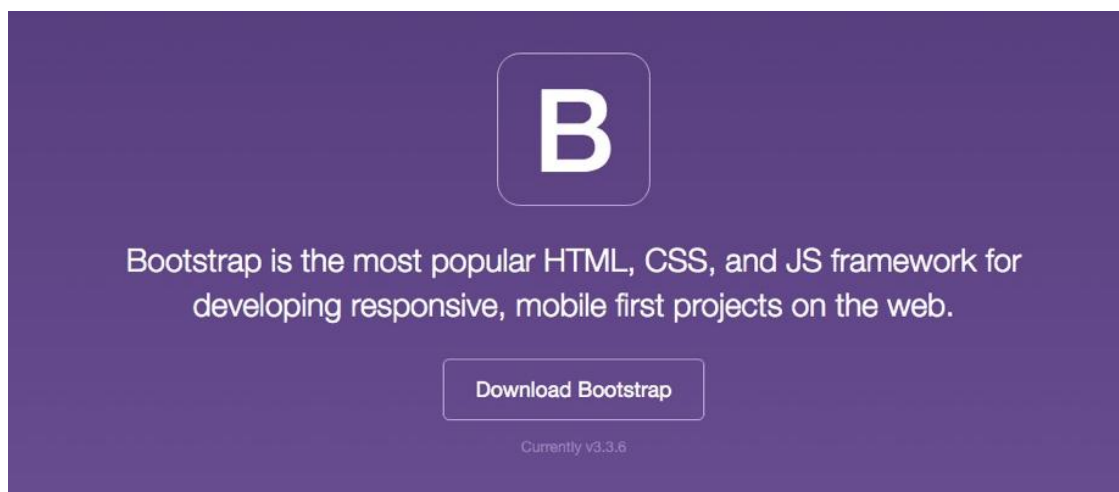 B
Bootstrap is the most popular HTML, CSS, and JS framework for
developing responsive, mobile first projects on the web.
Download Bootstrap
Currently v3.3.6